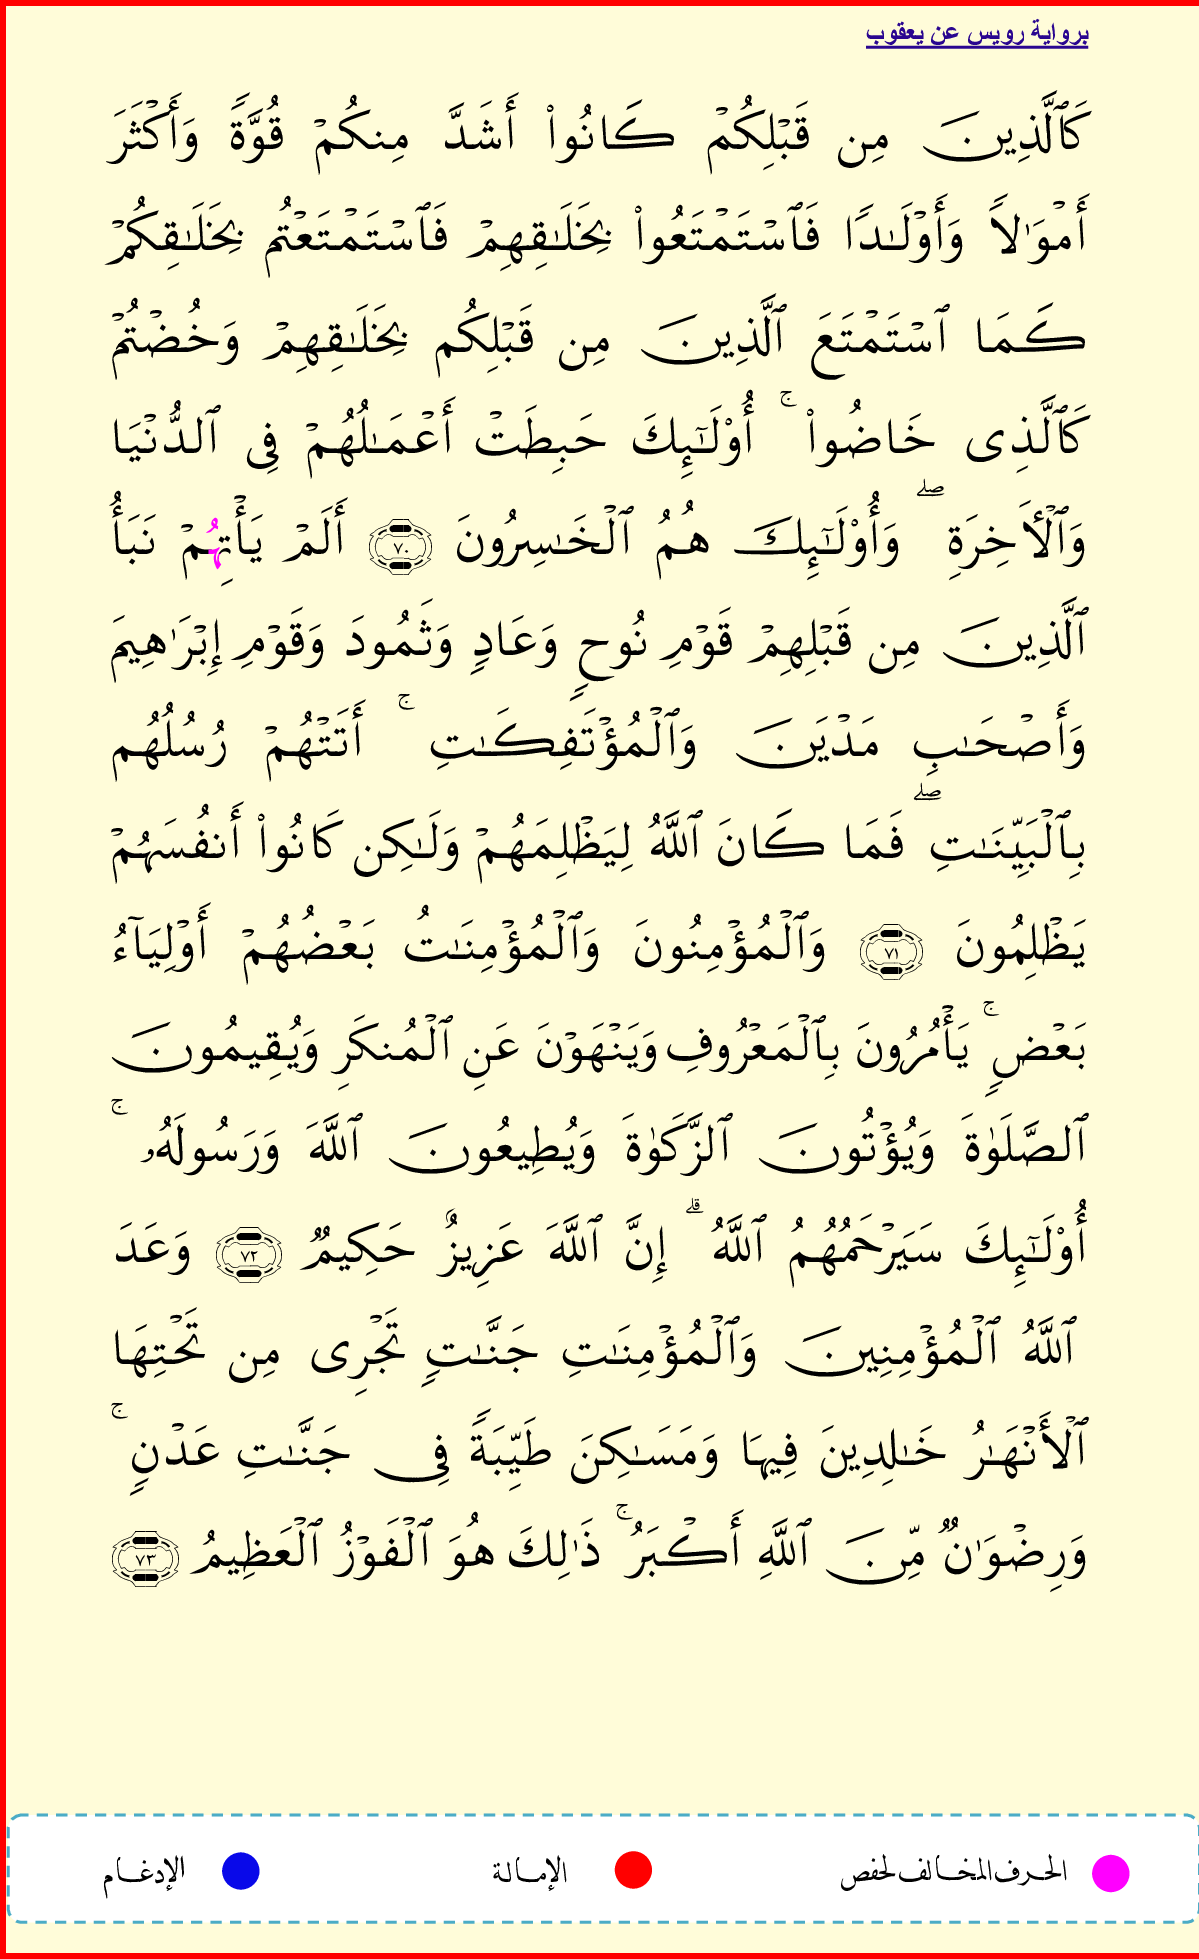 برواية رويس عن يعقوب
كَٱلَّذِينَ مِن قَبۡلِكُمۡ كَانُوٓاْ أَشَدَّ مِنكُمۡ قُوَّةٗ وَأَكۡثَرَ
أَمۡوَٰلٗا وَأَوۡلَٰدٗا فَٱسۡتَمۡتَعُواْ بِخَلَٰقِهِمۡ فَٱسۡتَمۡتَعۡتُم بِخَلَٰقِكُمۡ
كَمَا ٱسۡتَمۡتَعَ ٱلَّذِينَ مِن قَبۡلِكُم بِخَلَٰقِهِمۡ وَخُضۡتُمۡ
كَٱلَّذِي خَاضُوٓاْۚ أُوْلَٰٓئِكَ حَبِطَتۡ أَعۡمَٰلُهُمۡ فِي ٱلدُّنۡيَا
وَٱلۡأٓخِرَةِۖ وَأُوْلَٰٓئِكَ هُمُ ٱلۡخَٰسِرُونَ ٧٠ أَلَمۡ يَأۡتِهُمۡ نَبَأُ
ٱلَّذِينَ مِن قَبۡلِهِمۡ قَوۡمِ نُوحٖ وَعَادٖ وَثَمُودَ وَقَوۡمِ إِبۡرَٰهِيمَ
وَأَصۡحَٰبِ مَدۡيَنَ وَٱلۡمُؤۡتَفِكَٰتِۚ أَتَتۡهُمۡ رُسُلُهُم
بِٱلۡبَيِّنَٰتِۖ فَمَا كَانَ ٱللَّهُ لِيَظۡلِمَهُمۡ وَلَٰكِن كَانُوٓاْ أَنفُسَهُمۡ
يَظۡلِمُونَ ٧١ وَٱلۡمُؤۡمِنُونَ وَٱلۡمُؤۡمِنَٰتُ بَعۡضُهُمۡ أَوۡلِيَآءُ
بَعۡضٖۚ يَأۡمُرُونَ بِٱلۡمَعۡرُوفِ وَيَنۡهَوۡنَ عَنِ ٱلۡمُنكَرِ وَيُقِيمُونَ
ٱلصَّلَوٰةَ وَيُؤۡتُونَ ٱلزَّكَوٰةَ وَيُطِيعُونَ ٱللَّهَ وَرَسُولَهُۥٓۚ
أُوْلَٰٓئِكَ سَيَرۡحَمُهُمُ ٱللَّهُۗ إِنَّ ٱللَّهَ عَزِيزٌ حَكِيمٞ ٧٢ وَعَدَ
ٱللَّهُ ٱلۡمُؤۡمِنِينَ وَٱلۡمُؤۡمِنَٰتِ جَنَّٰتٖ تَجۡرِي مِن تَحۡتِهَا
ٱلۡأَنۡهَٰرُ خَٰلِدِينَ فِيهَا وَمَسَٰكِنَ طَيِّبَةٗ فِي جَنَّٰتِ عَدۡنٖۚ
وَرِضۡوَٰنٞ مِّنَ ٱللَّهِ أَكۡبَرُۚ ذَٰلِكَ هُوَ ٱلۡفَوۡزُ ٱلۡعَظِيمُ ٧٣
الحرف المخالف لحفص الإمالة الإدغام